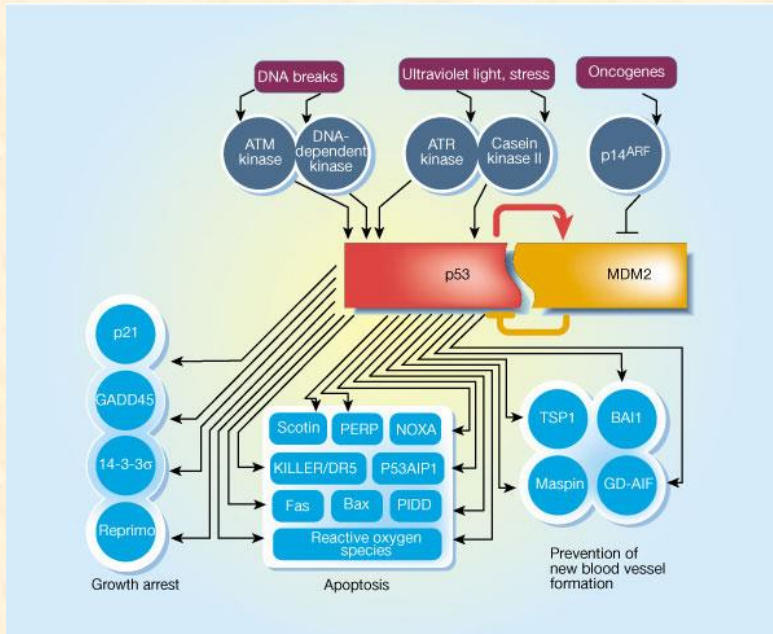 DNA breaks
Ultraviolet light, stress
Oncogenes
ATM
kinase
DNA-
dependent
kinase
ATR
kinase
Casein
kinase II
p14ARF
p53
MDM2
p21
GADD45
14-3-3σ
Reprimo
Growth arrest
Scotin
PERP
NOXA
KILLER/DR5
P53AIP1
Fas
Bax
PIDD
Reactive oxygen
species
Apoptosis
TSP1
BAI1
Maspin
GD-AIF
Prevention of
new blood vessel
formation